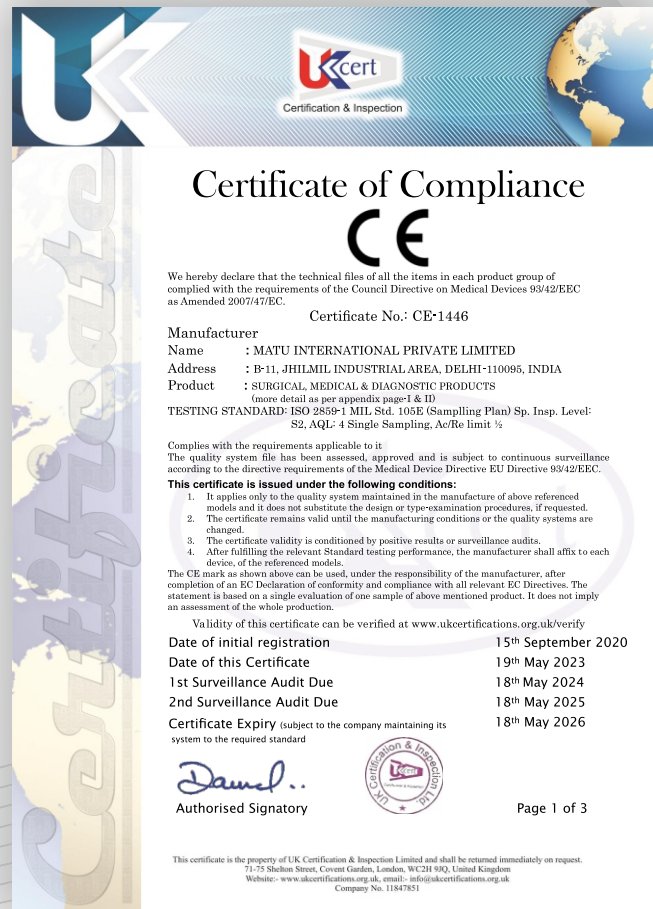 UKcert
Certification & Inspection
Certificate
Certificate of Compliance
CE
We hereby declare that the technical files of all the items in each product group of
complied with the requirements of the Council Directive on Medical Devices 93/42/EEC
as Amended 2007/47/EC.
Certificate No.: CE-1446
Manufacturer
Name : MATU INTERNATIONAL PRIVATE LIMITED
Address : B-11, JHILMIL INDUSTRIAL AREA, DELHI-110095, INDIA
Product : SURGICAL, MEDICAL & DIAGNOSTIC PRODUCTS
(more detail as per appendix page-I & II)
TESTING STANDARD: ISO 2859-1 MIL Std. 105E (Samplling Plan) Sp. Insp. Level:
S2, AQL: 4 Single Sampling, Ac/Re limit ½
Complies with the requirements applicable to it
The quality system file has been assessed, approved and is subject to continuous surveillance
according to the directive requirements of the Medical Device Directive EU Directive 93/42/EEC.
This certificate is issued under the following conditions:
1. It applies only to the quality system maintained in the manufacture of above referenced
models and it does not substitute the design or type-examination procedures, if requested.
2. The certificate remains valid until the manufacturing conditions or the quality systems are
changed.
3. The certificate validity is conditioned by positive results or surveillance audits.
4. After fulfilling the relevant Standard testing performance, the manufacturer shall affix to each
device, of the referenced models.
The CE mark as shown above can be used, under the responsibility of the manufacturer, after
completion of an EC Declaration of conformity and compliance with all relevant EC Directives. The
statement is based on a single evaluation of one sample of above mentioned product. It does not imply
an assessment of the whole production.
Validity of this certificate can be verified at www.ukcertifications.org.uk/verify
Date of initial registration 15th September 2020
Date of this Certificate 19th May 2023
1st Surveillance Audit Due 18th May 2024
2nd Surveillance Audit Due 18th May 2025
Certificate Expiry (subject to the company maintaining its 18th May 2026
system to the required standard
UK Certification & Inspection Ltd.
Authorised Signatory
Page 1 of 3
This certificate is the property of UK Certification & Inspection Limited and shall be returned immediately on request.
71-75 Shelton Street, Covent Garden, London, WC2H 9JQ, United Kingdom
Website:- www.ukcertifications.org.uk, email:- info@ukcertifications.org.uk
Company No. 11847851